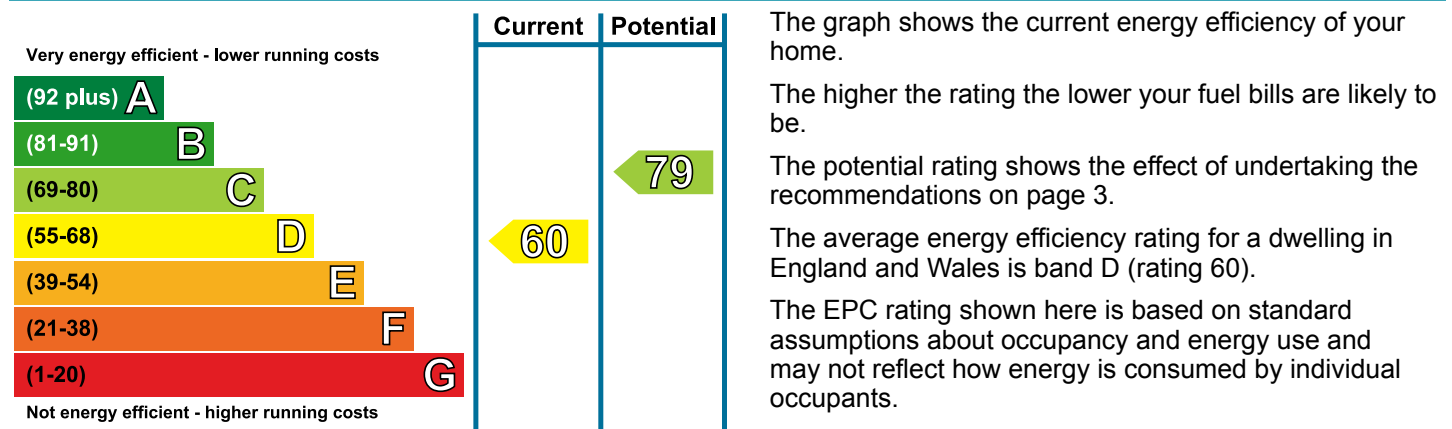 Current Potential
Very energy efficient - lower running costs
(92 plus) A
(81-91) B
(69-80) C
79
(55-68) D
60
(39-54) E
(21-38) F
(1-20) G
Not energy efficient - higher running costs
The graph shows the current energy efficiency of your
home.
The higher the rating the lower your fuel bills are likely to
be.
The potential rating shows the effect of undertaking the
recommendations on page 3.
The average energy efficiency rating for a dwelling in
England and Wales is band D (rating 60).
The EPC rating shown here is based on standard
assumptions about occupancy and energy use and
may not reflect how energy is consumed by individual
occupants.